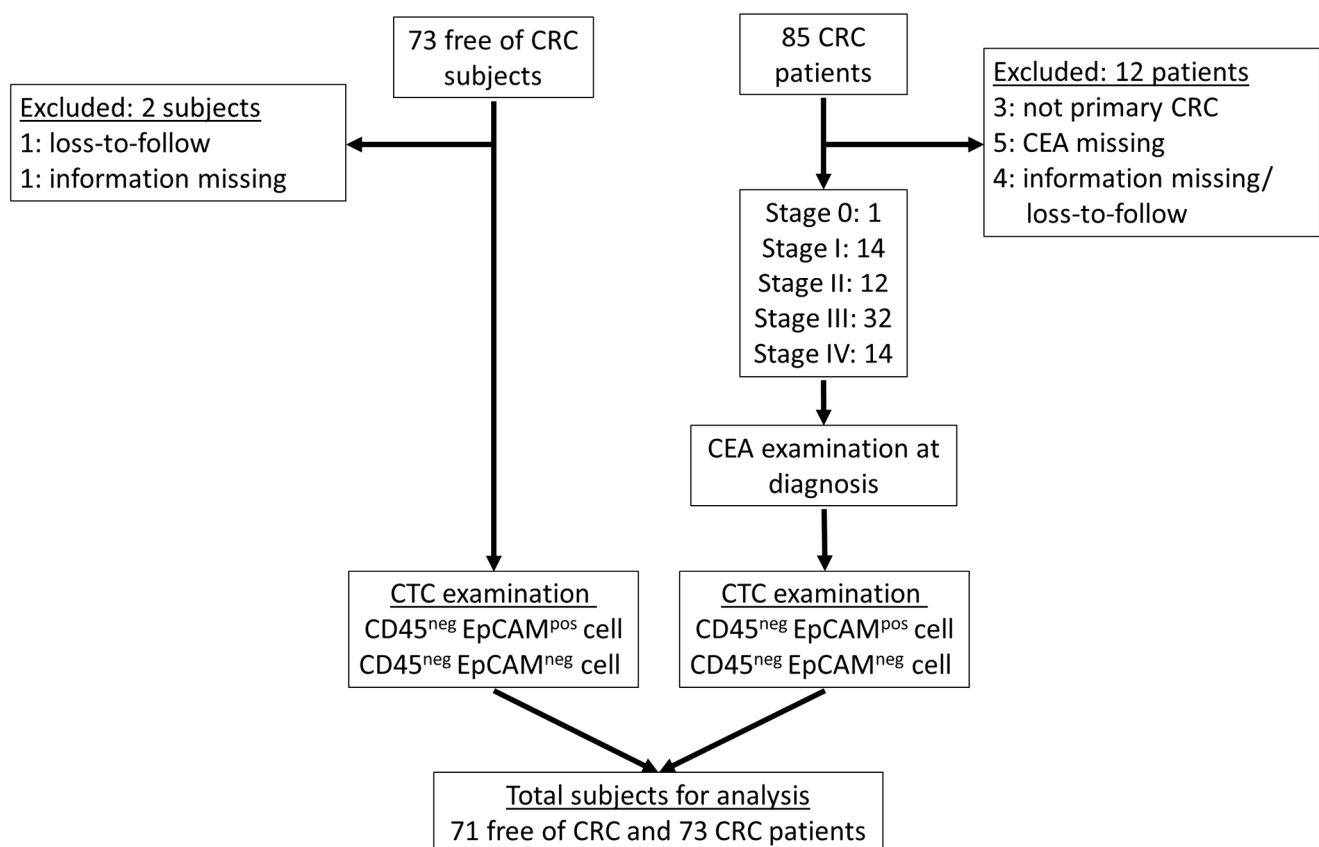 73 free of CRC
subjects
85 CRC
patients
Excluded: 2 subjects
1: loss-to-follow
1: information missing
Excluded: 12 patients
3: not primary CRC
5: CEA missing
4: information missing/
loss-to-follow
Stage 0: 1
Stage I: 14
Stage II: 12
Stage III: 32
Stage IV: 14
CEA examination at
diagnosis
CTC examination
CD45ⁿᵉᵍ EpCAMᵖᵒˢ cell
CD45ⁿᵉᵍ EpCAMⁿᵉᵍ cell
CTC examination
CD45ⁿᵉᵍ EpCAMᵖᵒˢ cell
CD45ⁿᵉᵍ EpCAMⁿᵉᵍ cell
Total subjects for analysis
71 free of CRC and 73 CRC patients